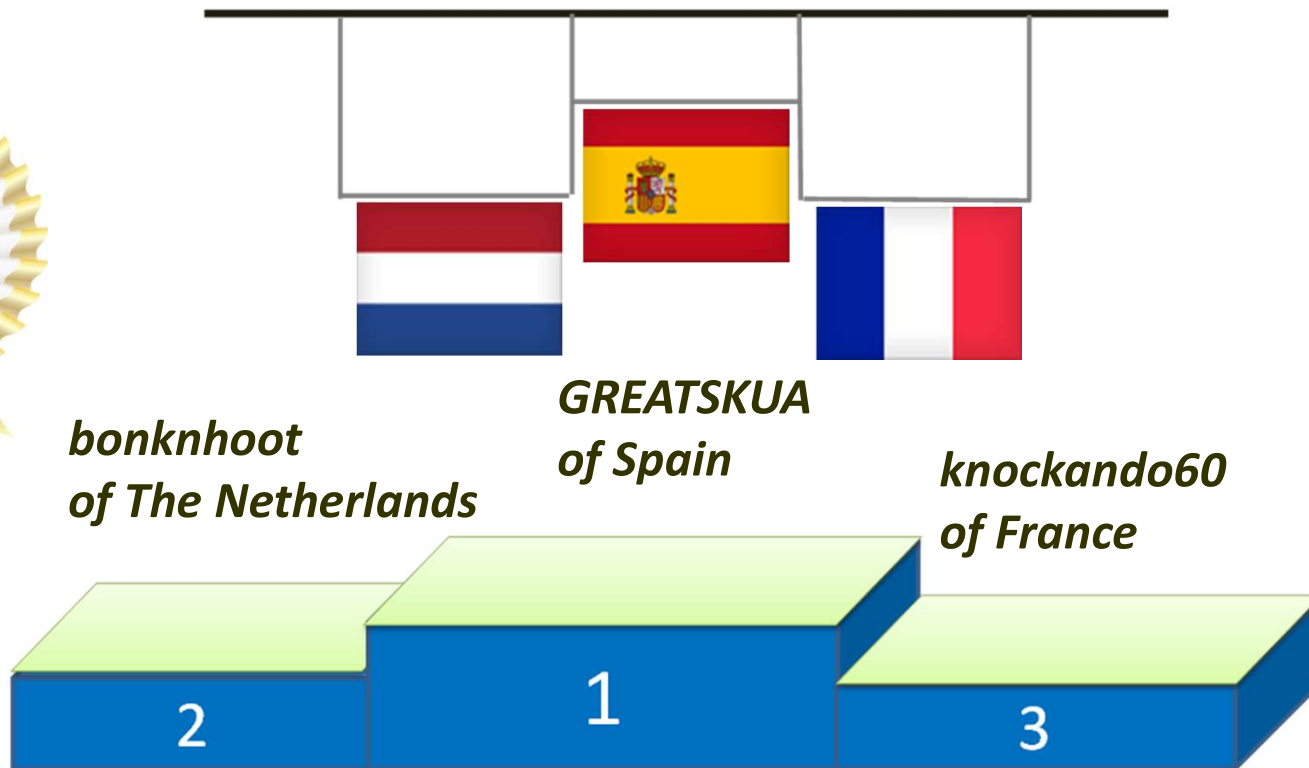 GREATSKUA
of Spain
bonknhoot
of The Netherlands
knockando60
of France
2
1
3